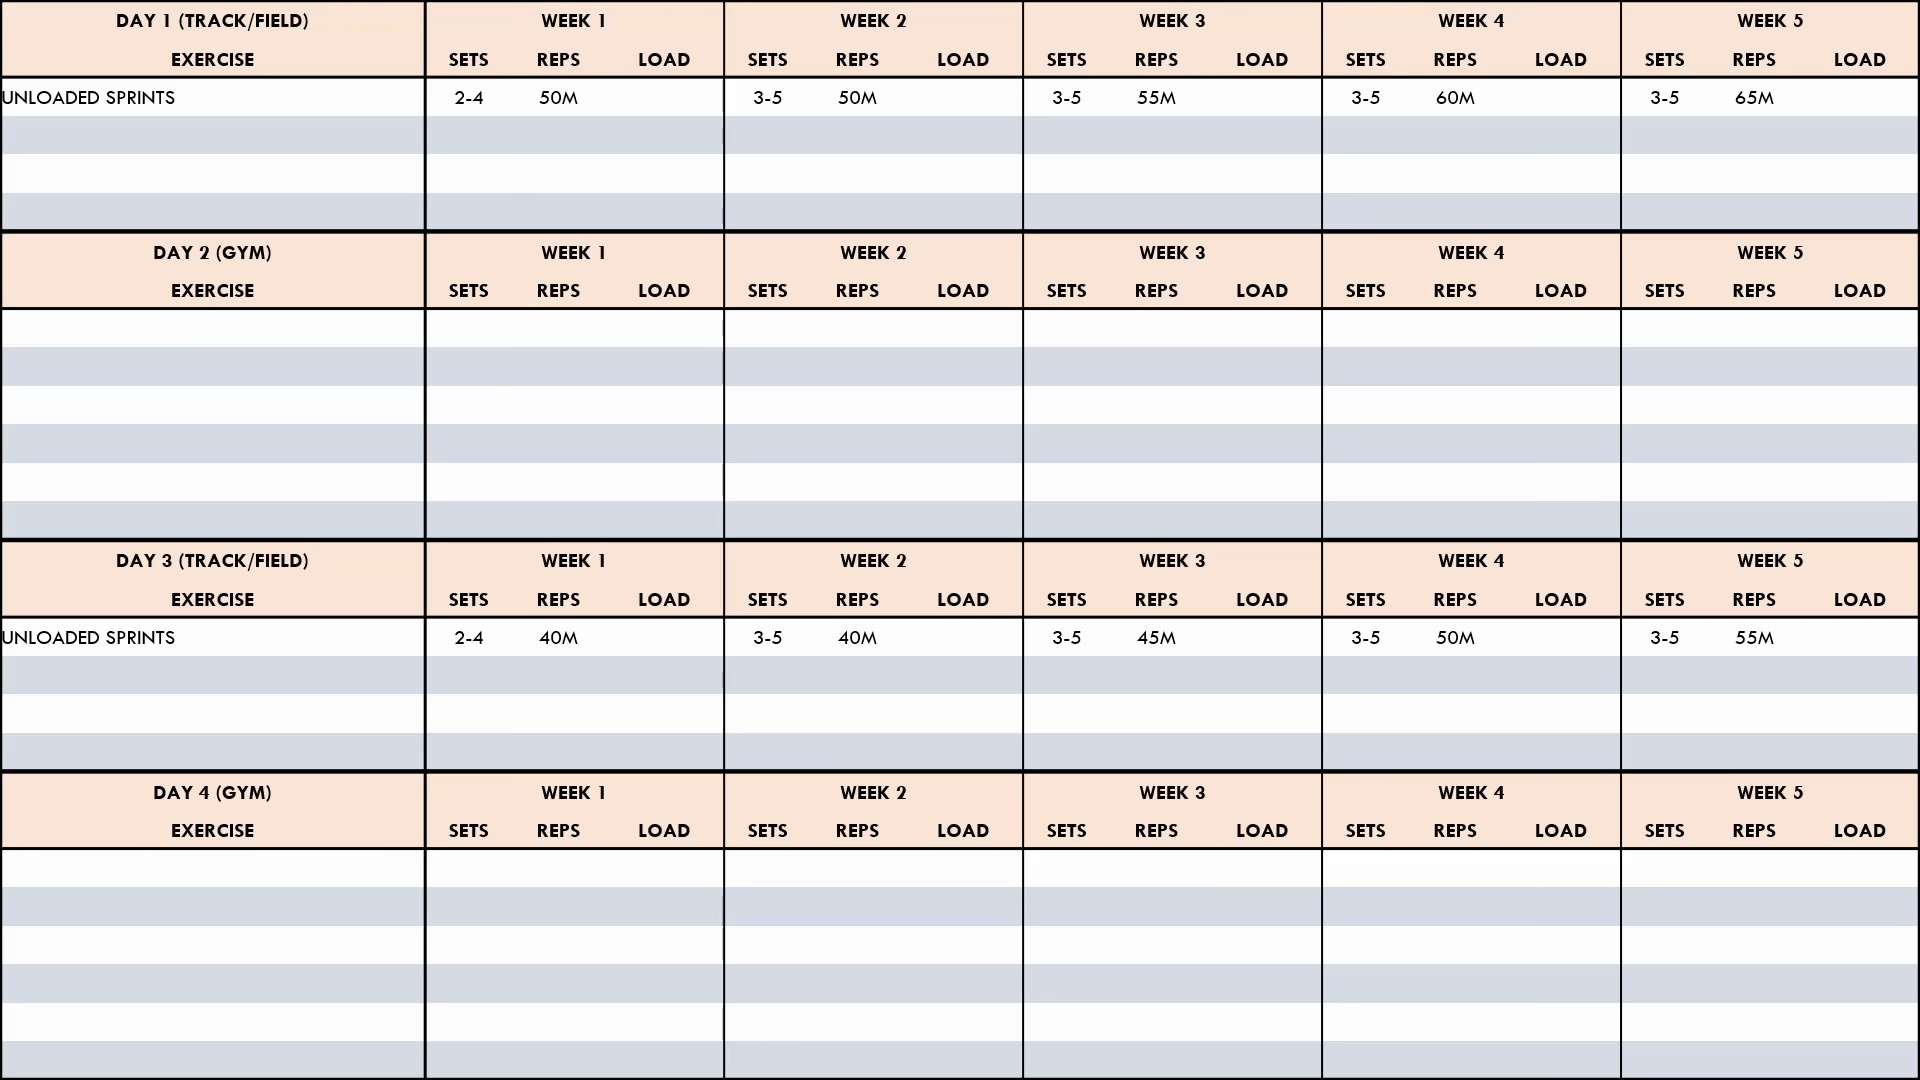 DAY 1 (TRACK/FIELD) WEEK 1 WEEK 2 WEEK 3 WEEK 4 WEEK 5
EXERCISE SETS REPS LOAD SETS REPS LOAD SETS REPS LOAD SETS REPS LOAD SETS REPS LOAD
UNLOADED SPRINTS 2-4 50M 3-5 50M 3-5 55M 3-5 60M 3-5 65M
DAY 2 (GYM) WEEK 1 WEEK 2 WEEK 3 WEEK 4 WEEK 5
EXERCISE SETS REPS LOAD SETS REPS LOAD SETS REPS LOAD SETS REPS LOAD SETS REPS LOAD
DAY 3 (TRACK/FIELD) WEEK 1 WEEK 2 WEEK 3 WEEK 4 WEEK 5
EXERCISE SETS REPS LOAD SETS REPS LOAD SETS REPS LOAD SETS REPS LOAD SETS REPS LOAD
UNLOADED SPRINTS 2-4 40M 3-5 40M 3-5 45M 3-5 50M 3-5 55M
DAY 4 (GYM) WEEK 1 WEEK 2 WEEK 3 WEEK 4 WEEK 5
EXERCISE SETS REPS LOAD SETS REPS LOAD SETS REPS LOAD SETS REPS LOAD SETS REPS LOAD